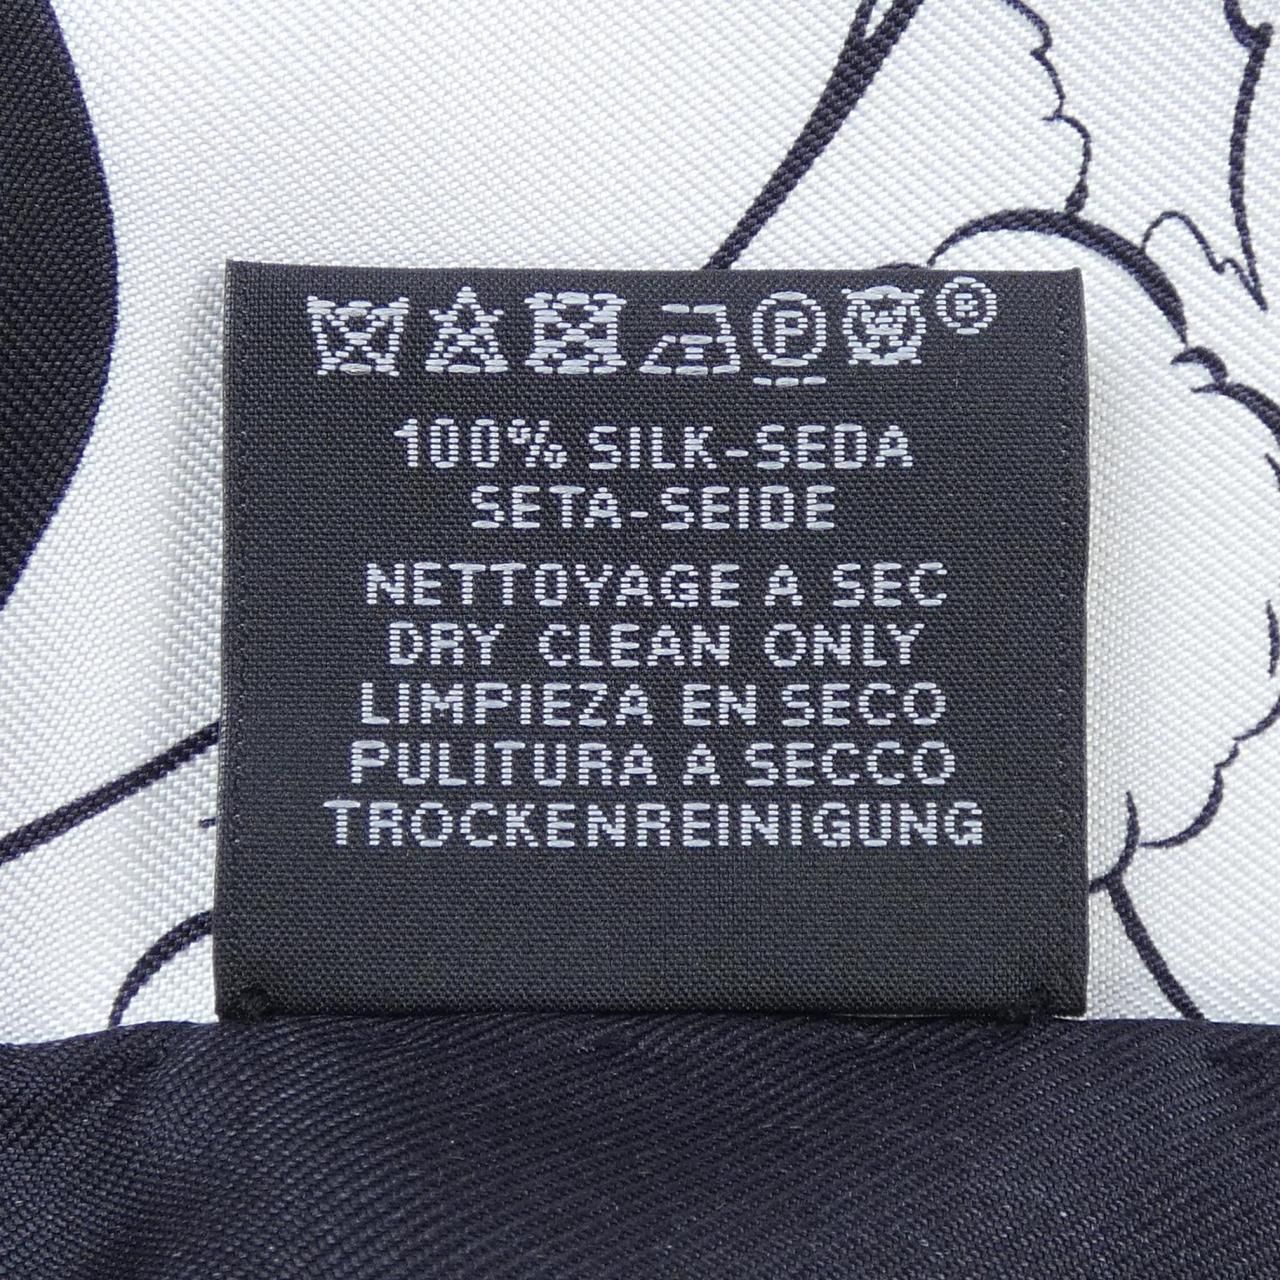 P W ®
100% SILK-SEDA
SETA-SEIDE
NETTOYAGE A SEC
DRY CLEAN ONLY
LIMPIEZA EN SECO
PULITURA A SECCO
TROCKENREINIGUNG